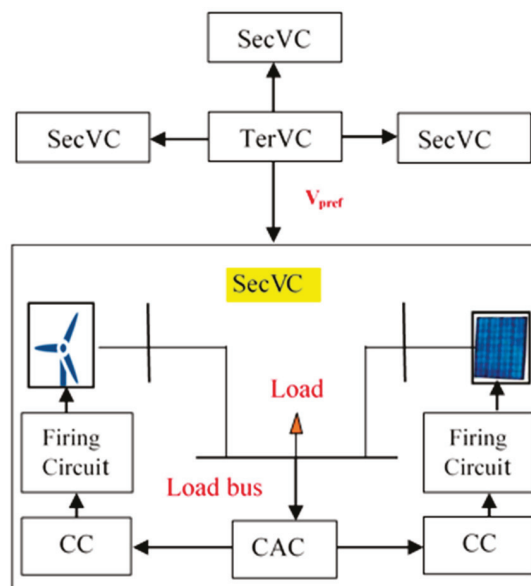 SecVC
SecVC
TerVC
SecVC
Vpref
SecVC
Load
Firing
Circuit
Firing
Circuit
Load bus
CC
CAC
CC